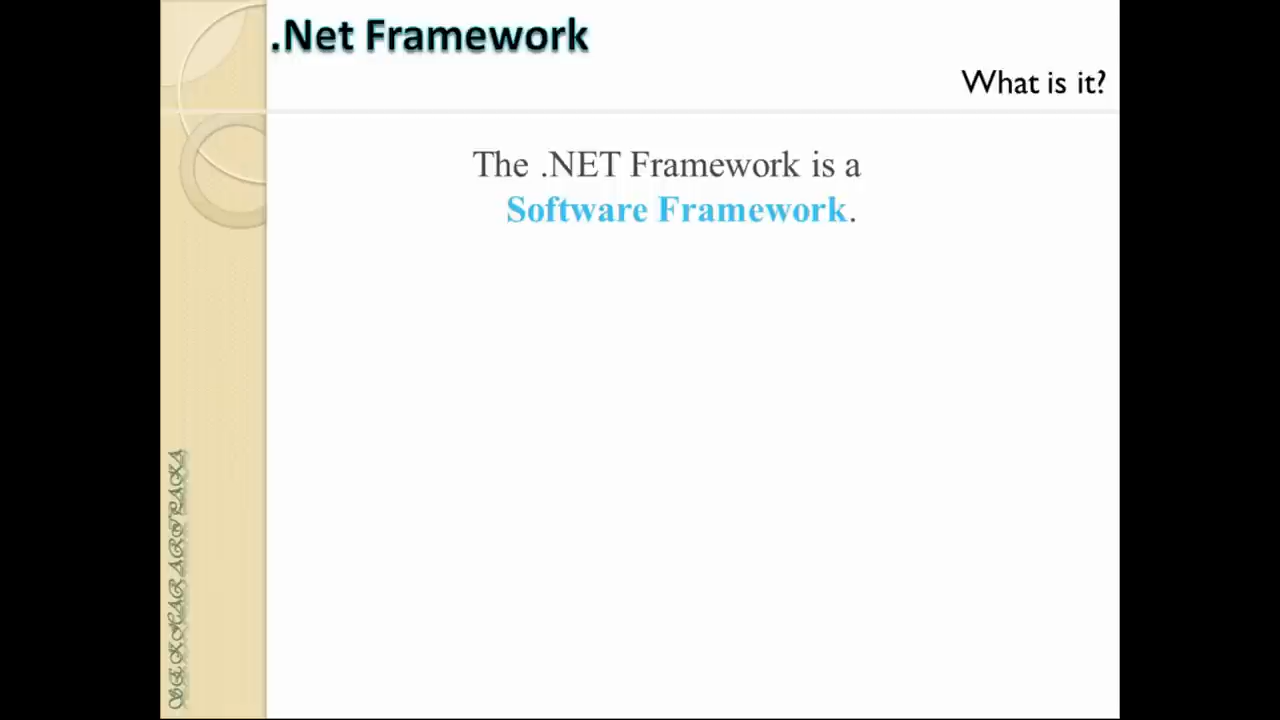 .Net Framework
What is it?
The .NET Framework is a
Software Framework.